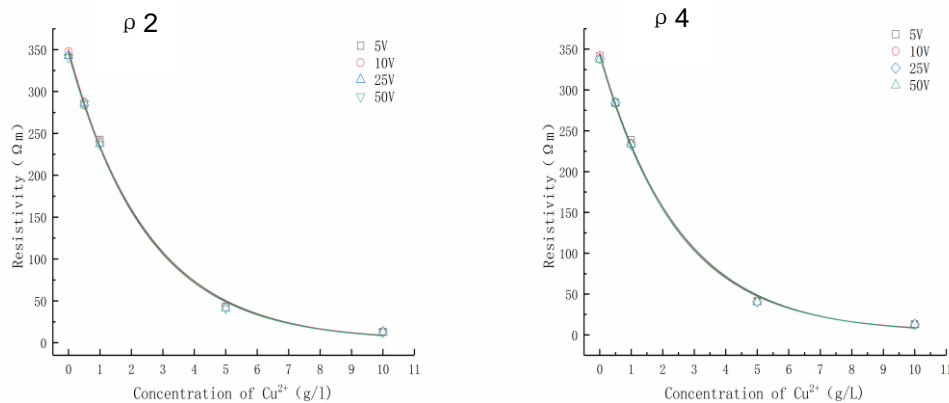 ρ 2
5V
10V
25V
50V
350
300
250
200
150
100
50
0
Resistivity ( Ωm)
0 1 2 3 4 5 6 7 8 9 10 11
Concentration of Cu²⁺ (g/l)
ρ 4
5V
10V
25V
50V
350
300
250
200
150
100
50
0
Resistivity ( Ωm)
0 1 2 3 4 5 6 7 8 9 10 11
Concentration of Cu²⁺ (g/L)